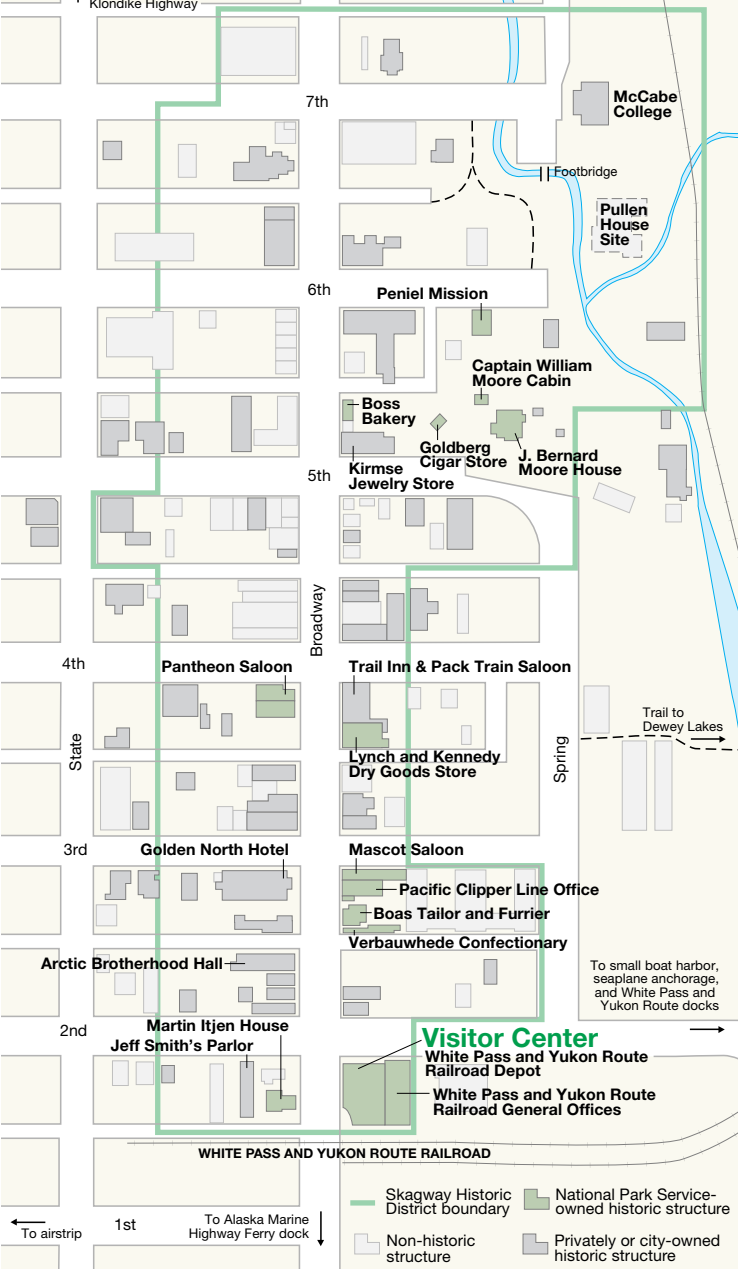 Klondike Highway
7th
McCabe
College
Footbridge
Pullen
House
Site
6th
Peniel Mission
Captain William
Moore Cabin
Boss
Bakery
Goldberg
Cigar Store
J. Bernard
Moore House
Kirmse
Jewelry Store
5th
Broadway
4th
Pantheon Saloon
Trail Inn & Pack Train Saloon
State
Spring
Trail to
Dewey Lakes
Lynch and Kennedy
Dry Goods Store
3rd
Golden North Hotel
Mascot Saloon
Pacific Clipper Line Office
Boas Tailor and Furrier
Verbauwhede Confectionary
Arctic Brotherhood Hall
To small boat harbor,
seaplane anchorage,
and White Pass and
Yukon Route docks
2nd
Martin Itjen House
Jeff Smith's Parlor
Visitor Center
White Pass and Yukon Route
Railroad Depot
White Pass and Yukon Route
Railroad General Offices
WHITE PASS AND YUKON ROUTE RAILROAD
1st
To airstrip
To Alaska Marine
Highway Ferry dock
Skagway Historic
District boundary
National Park Service-
owned historic structure
Non-historic
structure
Privately or city-owned
historic structure